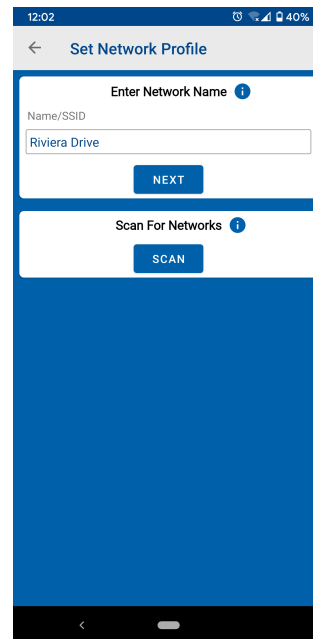 12:02
40%
Set Network Profile
Enter Network Name
Name/SSID
Riviera Drive
NEXT
Scan For Networks
SCAN